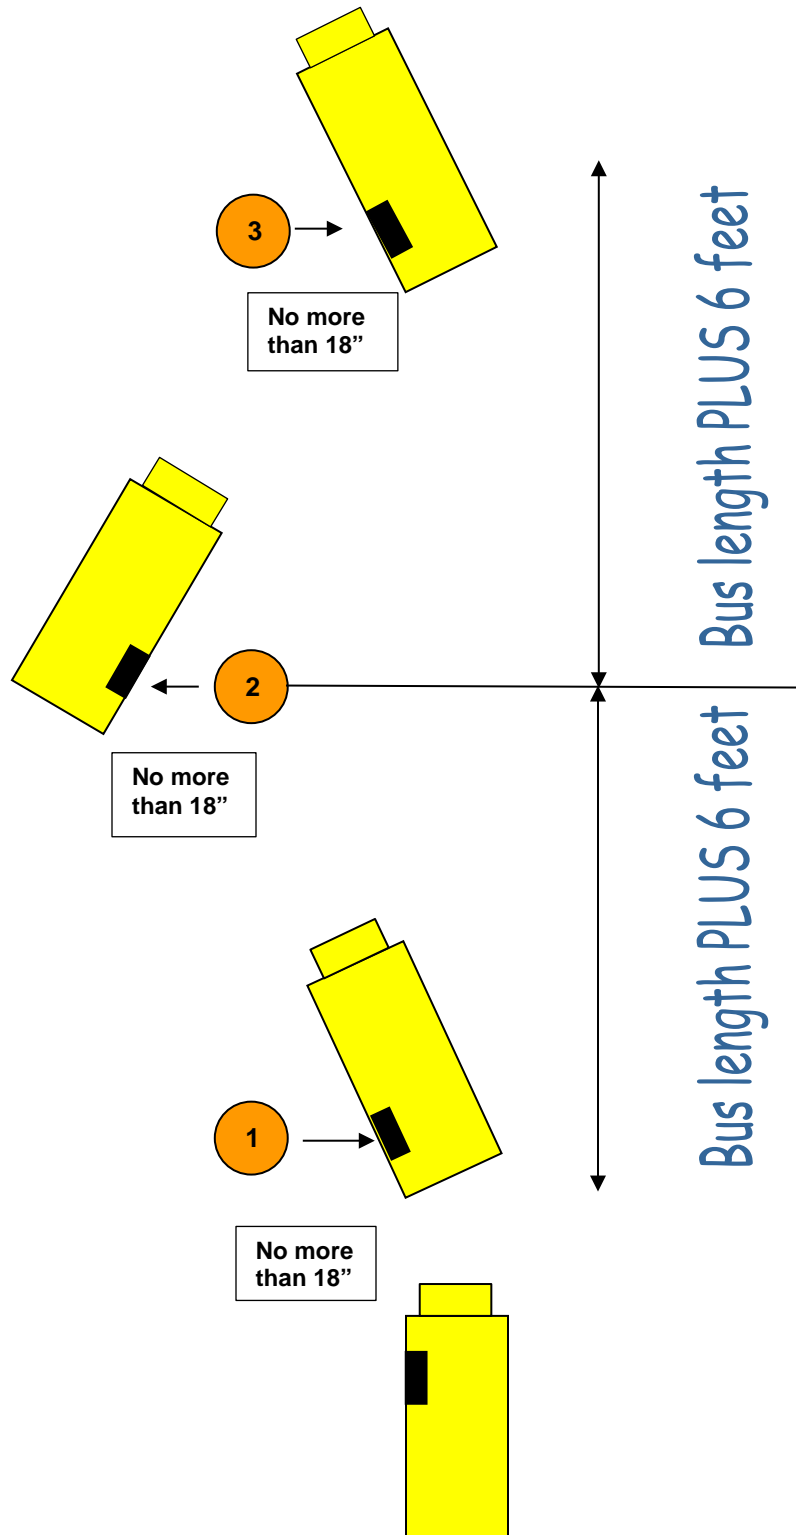 3
No more
than 18”
Bus length PLUS 6 feet
2
No more
than 18”
Bus length PLUS 6 feet
1
No more
than 18”